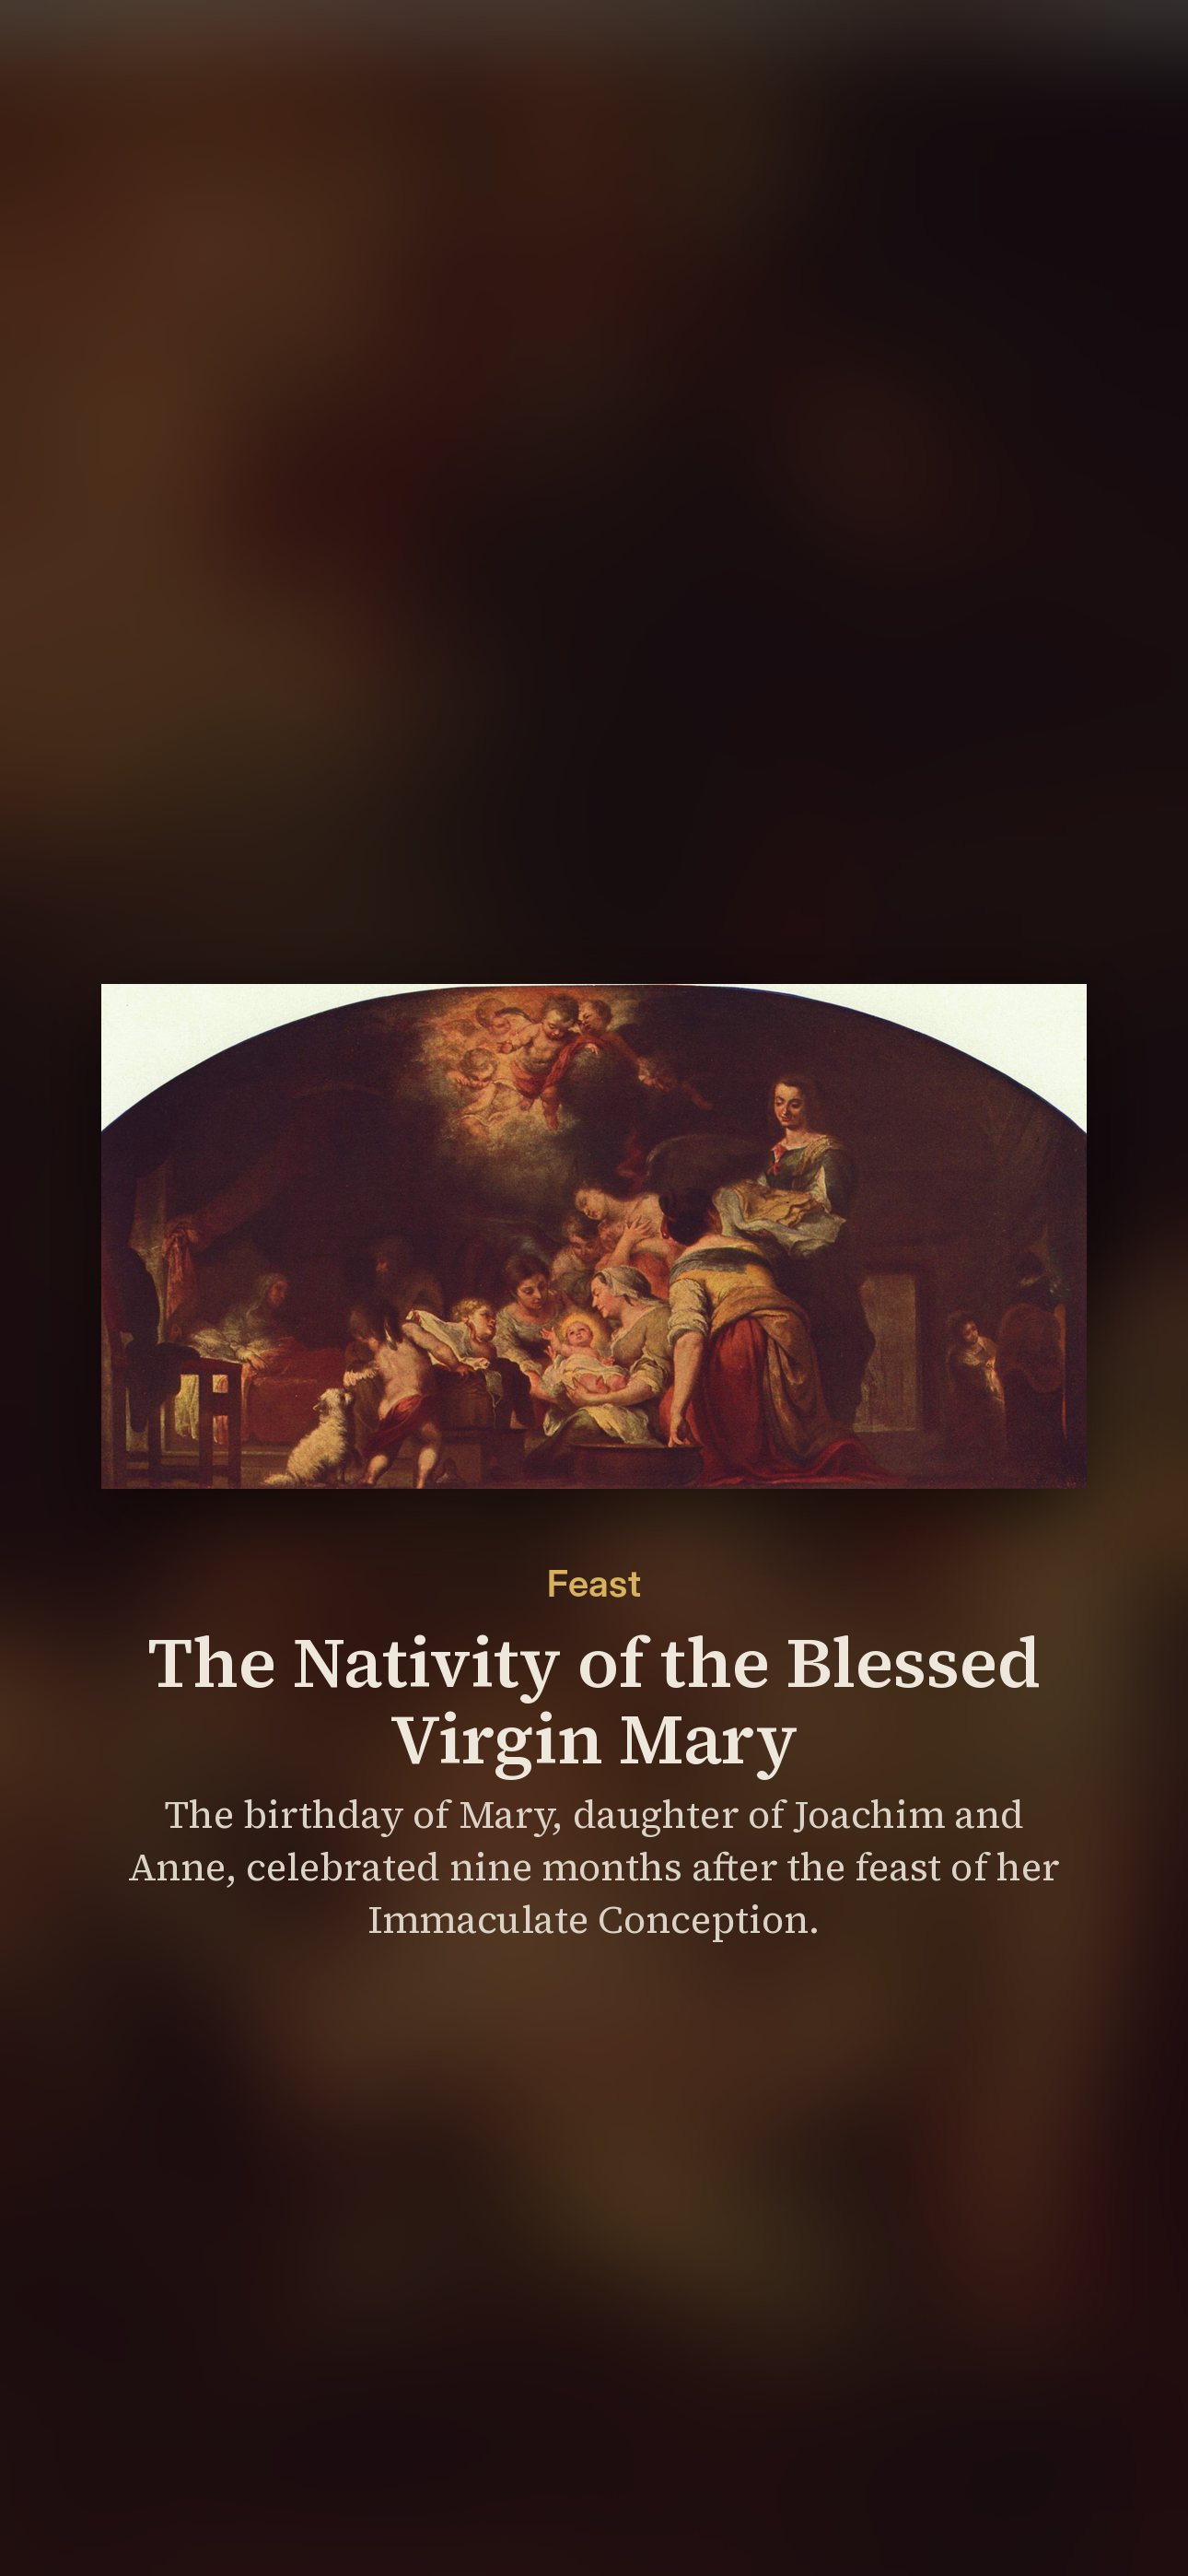 Feast
The Nativity of the Blessed
Virgin Mary
The birthday of Mary, daughter of Joachim and
Anne, celebrated nine months after the feast of her
Immaculate Conception.